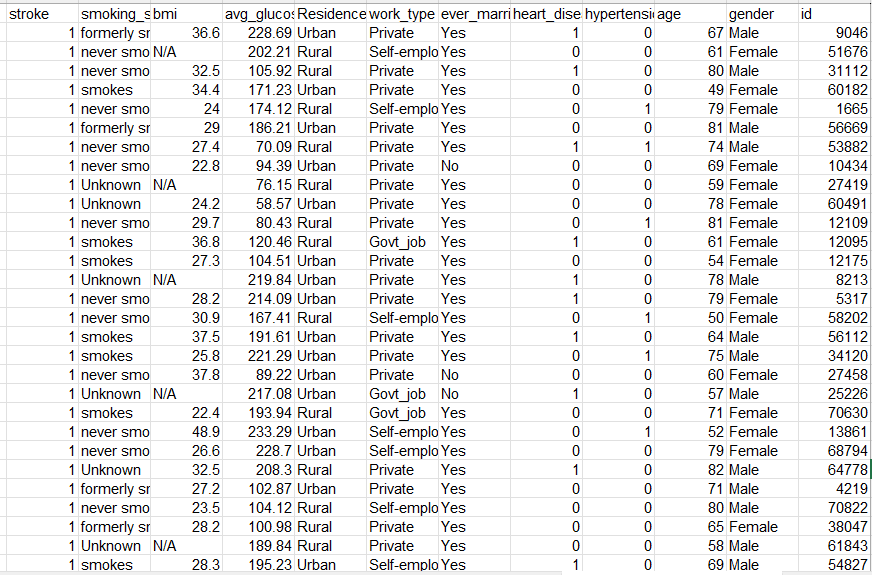 stroke smoking_s bmi avg_glucos Residence work_type ever_marri heart_dise hypertensi age gender id
1 formerly sr 36.6 228.69 Urban Private Yes 1 0 67 Male 9046
1 never smo N/A 202.21 Rural Self-emplo Yes 0 0 61 Female 51676
1 never smo 32.5 105.92 Rural Private Yes 1 0 80 Male 31112
1 smokes 34.4 171.23 Urban Private Yes 0 0 49 Female 60182
1 never smo 24 174.12 Rural Self-emplo Yes 0 1 79 Female 1665
1 formerly sr 29 186.21 Urban Private Yes 0 0 81 Male 56669
1 never smo 27.4 70.09 Rural Private Yes 1 1 74 Male 53882
1 never smo 22.8 94.39 Urban Private No 0 0 69 Female 10434
1 Unknown N/A 76.15 Rural Private Yes 0 0 59 Female 27419
1 Unknown 24.2 58.57 Urban Private Yes 0 0 78 Female 60491
1 never smo 29.7 80.43 Rural Private Yes 0 1 81 Female 12109
1 smokes 36.8 120.46 Rural Govt_job Yes 1 0 61 Female 12095
1 smokes 27.3 104.51 Urban Private Yes 0 0 54 Female 12175
1 Unknown N/A 219.84 Urban Private Yes 1 0 78 Male 8213
1 never smo 28.2 214.09 Urban Private Yes 1 0 79 Female 5317
1 never smo 30.9 167.41 Rural Self-emplo Yes 0 1 50 Female 58202
1 smokes 37.5 191.61 Urban Private Yes 1 0 64 Male 56112
1 smokes 25.8 221.29 Urban Private Yes 0 1 75 Male 34120
1 never smo 37.8 89.22 Urban Private No 0 0 60 Female 27458
1 Unknown N/A 217.08 Urban Govt_job No 1 0 57 Male 25226
1 smokes 22.4 193.94 Rural Govt_job Yes 0 0 71 Female 70630
1 never smo 48.9 233.29 Urban Self-emplo Yes 0 1 52 Female 13861
1 never smo 26.6 228.7 Urban Self-emplo Yes 0 0 79 Female 68794
1 Unknown 32.5 208.3 Rural Private Yes 1 0 82 Male 64778
1 formerly sr 27.2 102.87 Urban Private Yes 0 0 71 Male 4219
1 never smo 23.5 104.12 Rural Self-emplo Yes 0 0 80 Male 70822
1 formerly sr 28.2 100.98 Rural Private Yes 0 0 65 Female 38047
1 Unknown N/A 189.84 Rural Private Yes 0 0 58 Male 61843
1 smokes 28.3 195.23 Urban Self-emplo Yes 1 0 69 Male 54827